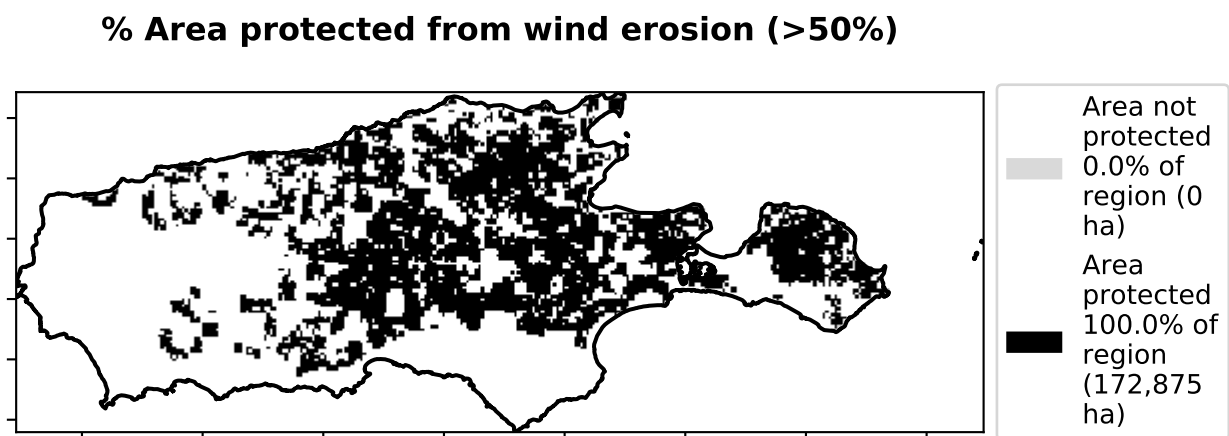 % Area protected from wind erosion (>50%)
Area not
protected
0.0% of
region (0
ha)
Area
protected
100.0% of
region
(172,875
ha)